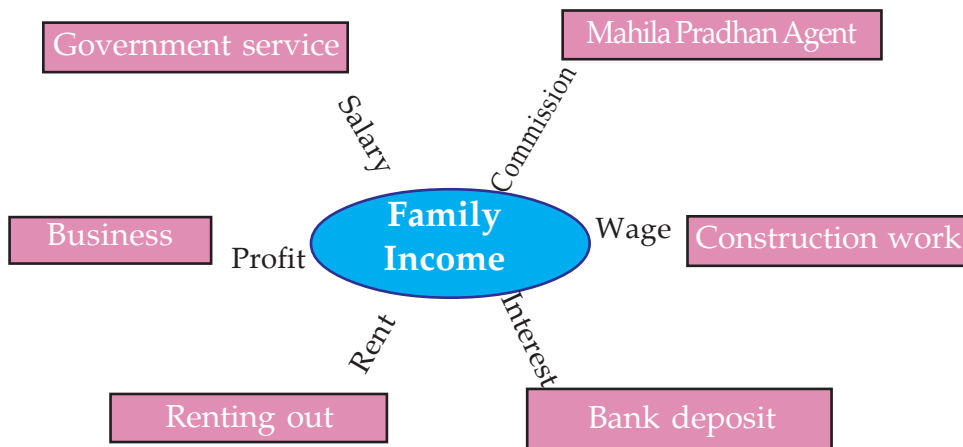 Government service
Mahila Pradhan Agent
Salary
Commission
Family
Income
Business
Profit
Wage
Construction work
Rent
Interest
Renting out
Bank deposit